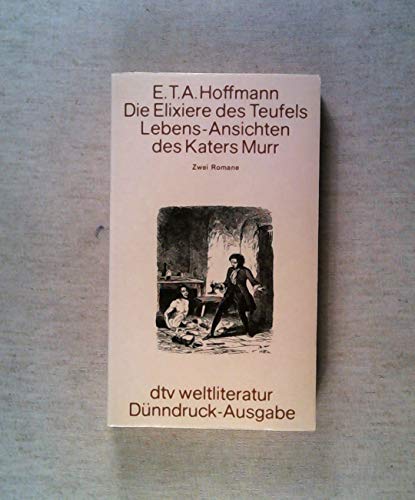 E.T.A. Hoffmann
Die Elixiere des Teufels
Lebens-Ansichten
des Katers Murr
Zwei Romane
dtv weltliteratur
Dünndruck-Ausgabe